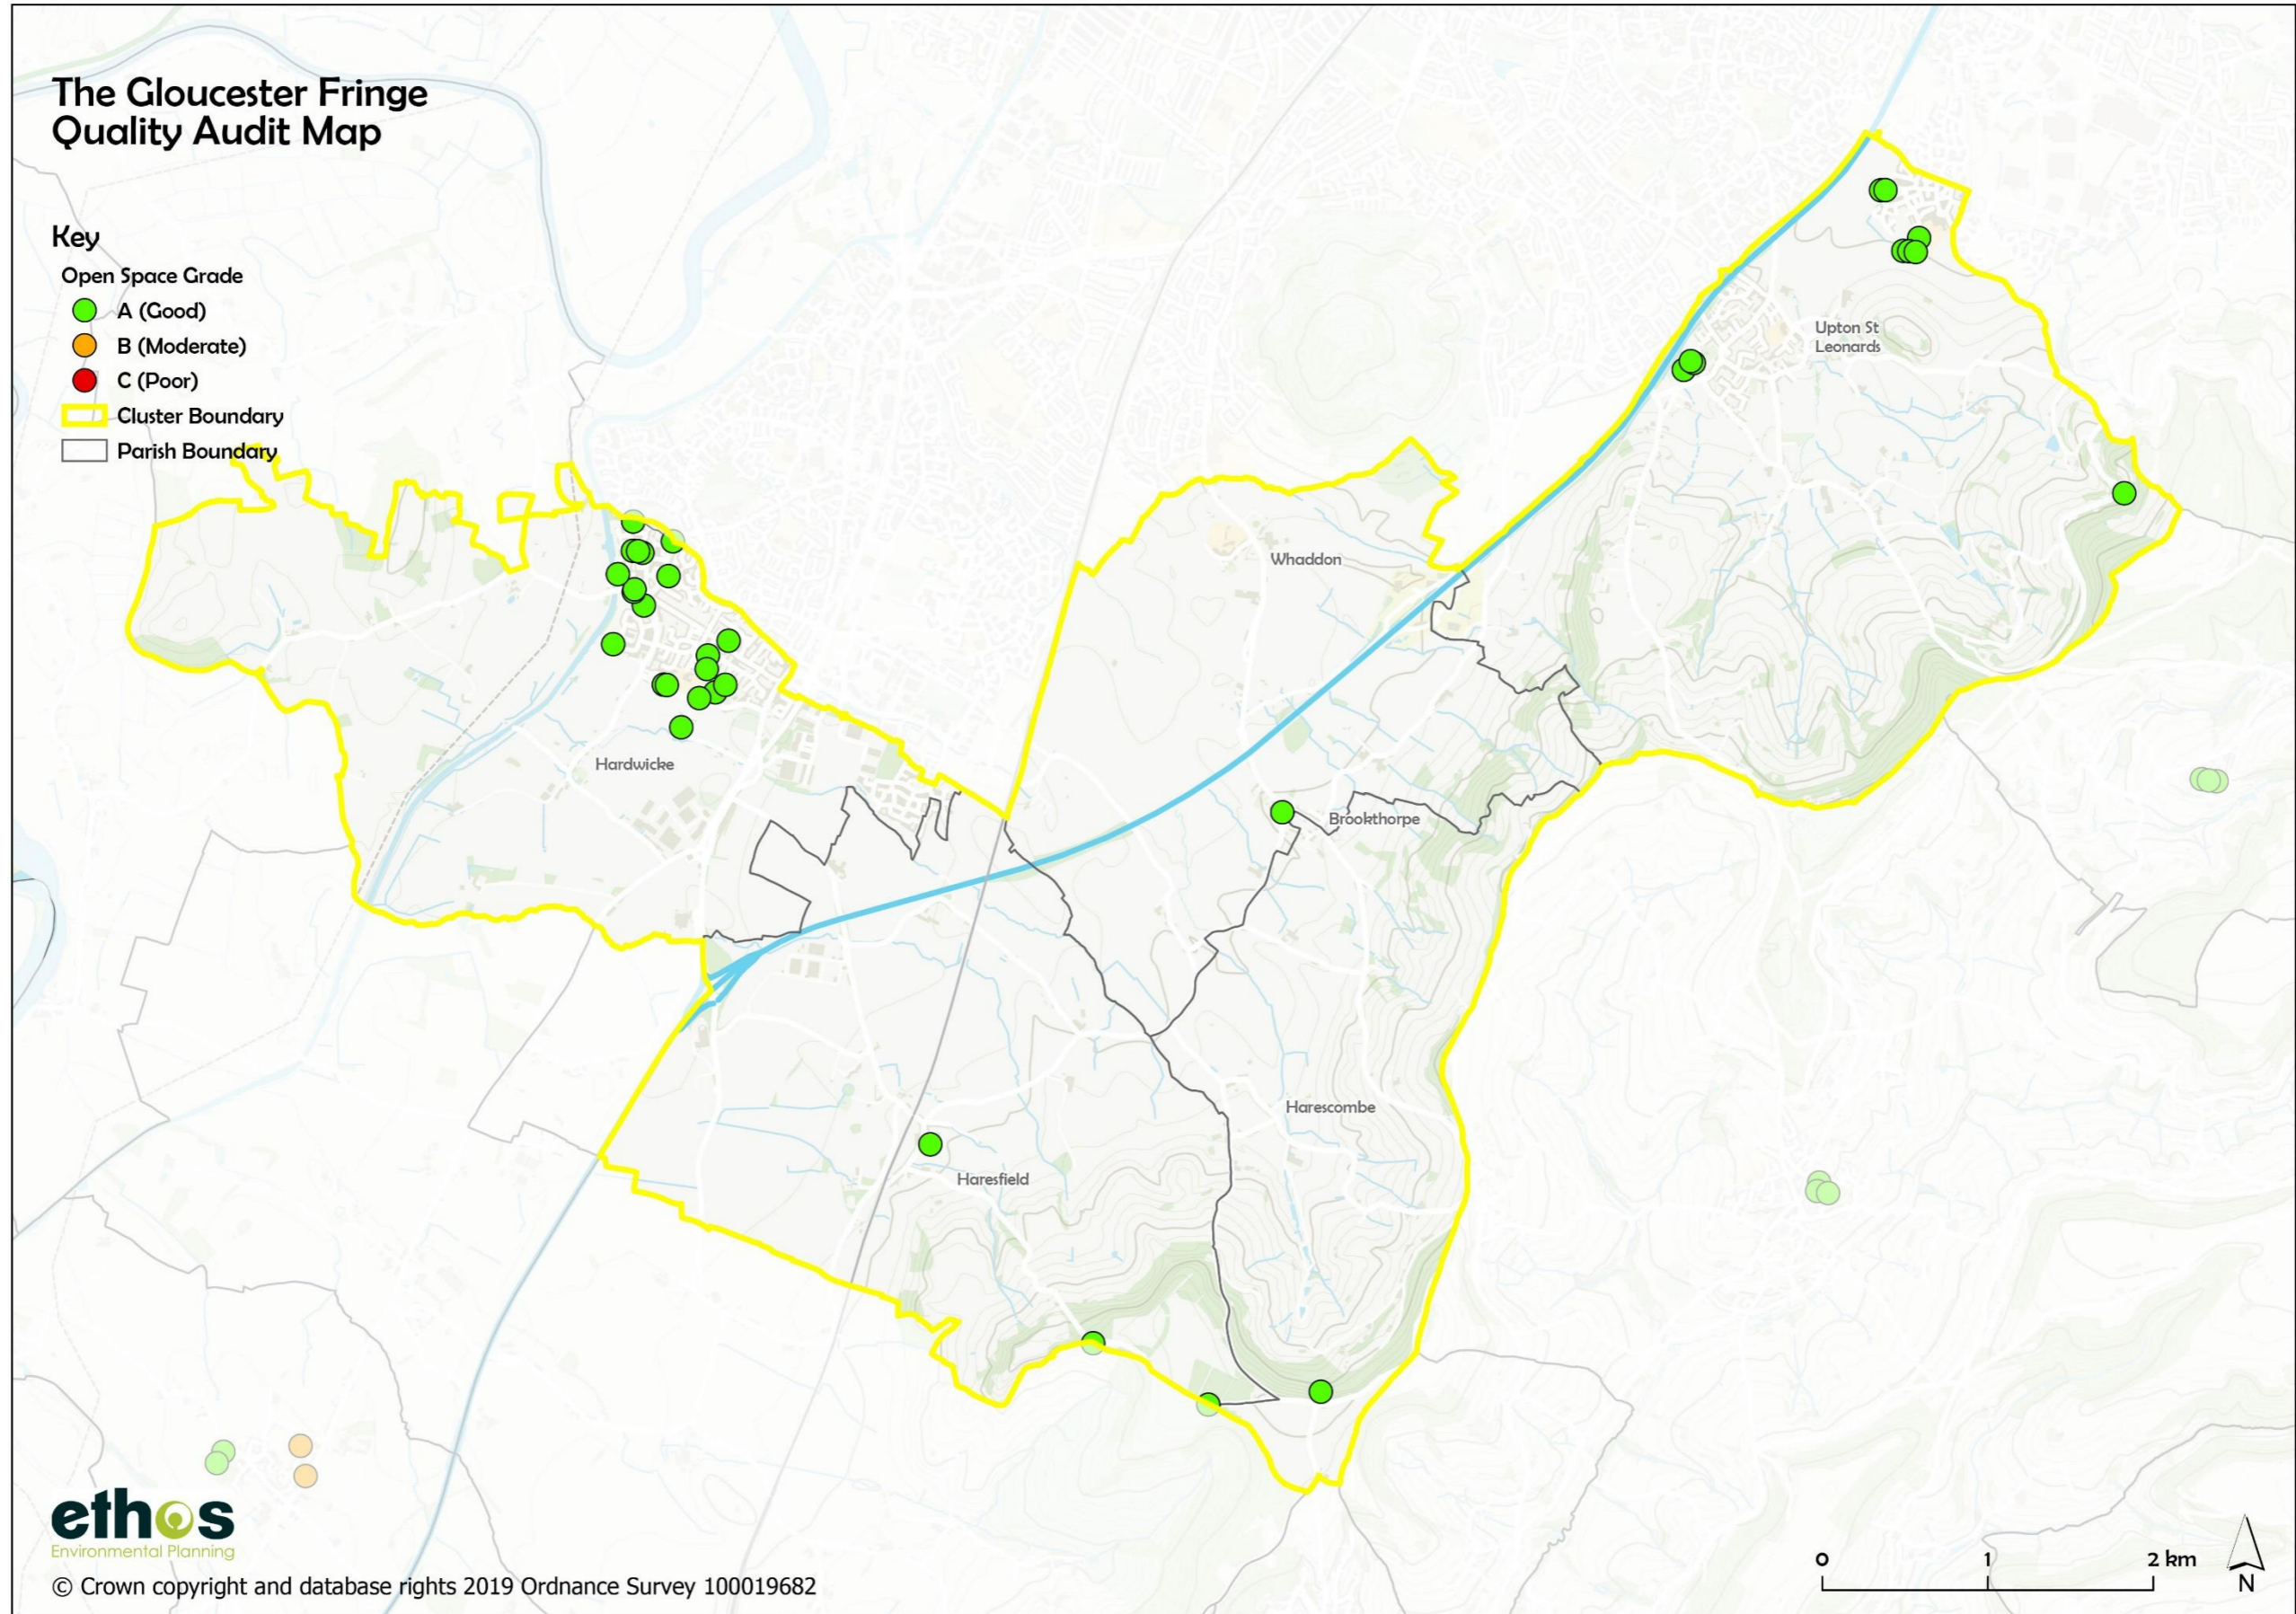 The Gloucester Fringe
Quality Audit Map
Key
Open Space Grade
A (Good)
B (Moderate)
C (Poor)
Cluster Boundary
Parish Boundary
Upton St
Leonards
Whaddon
Hardwicke
Brookthorpe
Harescombe
Haresfield
ethos
Environmental Planning
© Crown copyright and database rights 2019 Ordnance Survey 100019682
0 1 2 km
N